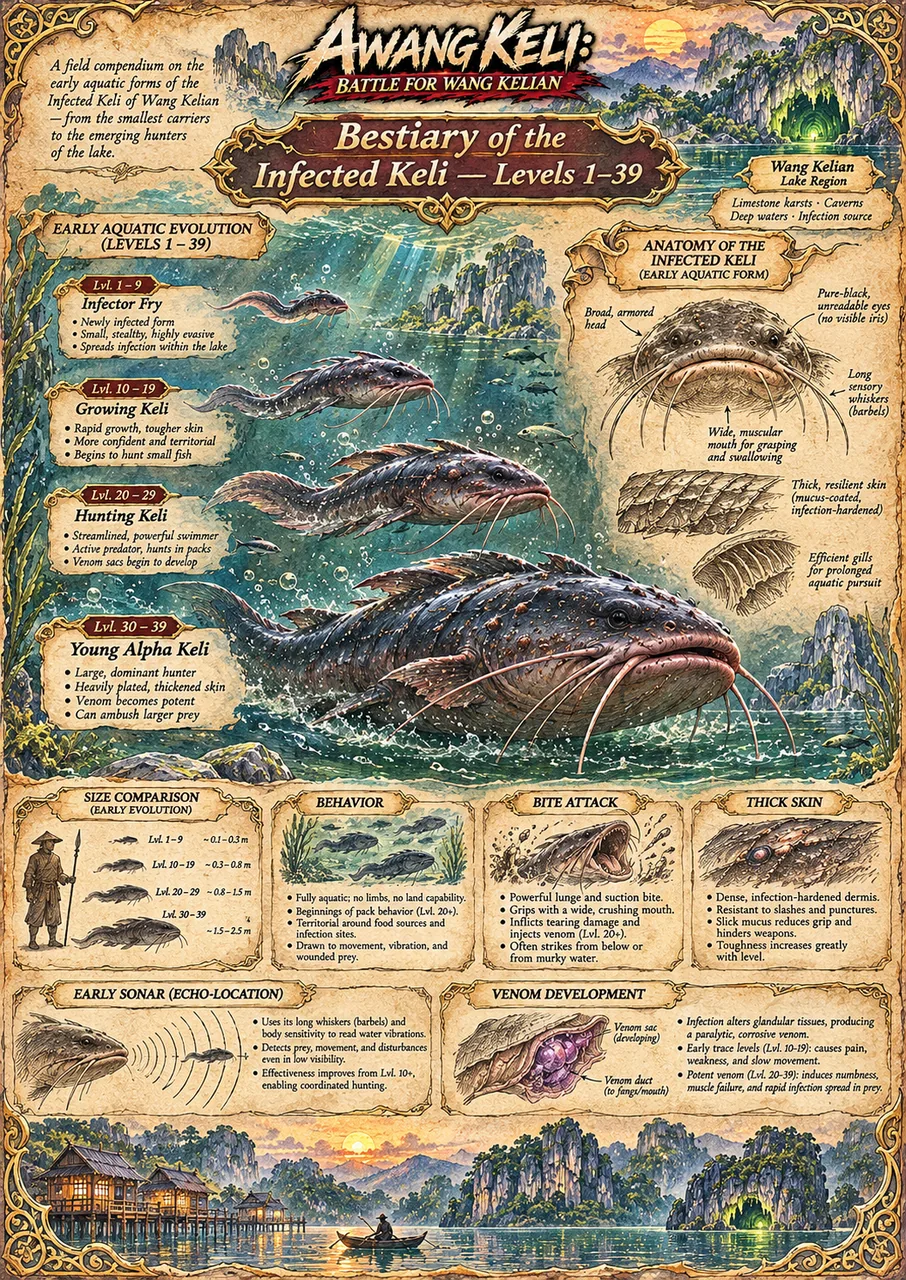 A field compendium on the
early aquatic forms of the
Infected Keli of Wang Kelian
—from the smallest carriers
to the emerging hunters
of the lake.
AWANG KELI:
BATTLE FOR WANG KELIAN
Bestiary of the
Infected Keli — Levels 1–39
Wang Kelian
Lake Region
Limestone karsts · Caverns
Deep waters · Infection source
EARLY AQUATIC EVOLUTION
(LEVELS 1 – 39)
Lvl. 1 – 9
Infector Fry
• Newly infected form
• Small, stealthy, highly evasive
• Spreads infection within the lake
Lvl. 10 – 19
Growing Keli
• Rapid growth, tougher skin
• More confident and territorial
• Begins to hunt small fish
Lvl. 20 – 29
Hunting Keli
• Streamlined, powerful swimmer
• Active predator, hunts in packs
• Venom sacs begin to develop
Lvl. 30 – 39
Young Alpha Keli
• Large, dominant hunter
• Heavily plated, thickened skin
• Venom becomes potent
• Can ambush larger prey
ANATOMY OF THE
INFECTED KELI
(EARLY AQUATIC FORM)
Broad, armored
head
Pure-black,
unreadable eyes
(no visible iris)
Long
sensory
whiskers
(barbels)
Wide, muscular
mouth for grasping
and swallowing
Thick, resilient skin
(mucus-coated,
infection-hardened)
Efficient gills
for prolonged
aquatic pursuit
SIZE COMPARISON
(EARLY EVOLUTION)
Lvl. 1 – 9 ~ 0.1 – 0.3 m
Lvl. 10 – 19 ~ 0.3 – 0.8 m
Lvl. 20 – 29 ~ 0.8 – 1.5 m
Lvl. 30 – 39
~ 1.5 – 2.5 m
BEHAVIOR
• Fully aquatic; no limbs, no land capability.
• Beginnings of pack behavior (Lvl. 20+).
• Territorial around food sources and
infection sites.
• Drawn to movement, vibration, and
wounded prey.
BITE ATTACK
• Powerful lunge and suction bite.
• Grips with a wide, crushing mouth.
• Inflicts tearing damage and
injects venom (Lvl. 20+).
• Often strikes from below or
from murky water.
THICK SKIN
• Dense, infection-hardened dermis.
• Resistant to slashes and punctures.
• Slick mucus reduces grip and
hinders weapons.
• Toughness increases greatly
with level.
EARLY SONAR (ECHO-LOCATION)
• Uses its long whiskers (barbels) and
body sensitivity to read water vibrations.
• Detects prey, movement, and disturbances
even in low visibility.
• Effectiveness improves from Lvl. 10+,
enabling coordinated hunting.
VENOM DEVELOPMENT
Venom sac
(developing)
Venom duct
(to fangs/mouth)
• Infection alters glandular tissues, producing
a paralytic, corrosive venom.
• Early trace levels (Lvl. 10-19): causes pain,
weakness, and slow movement.
• Potent venom (Lvl. 20–39): induces numbness,
muscle failure, and rapid infection spread in prey.